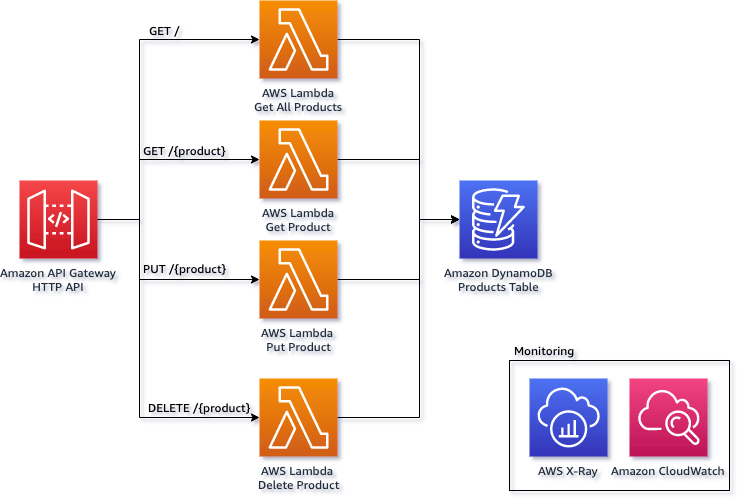 GET /
AWS Lambda
Get All Products
GET /{product}
AWS Lambda
Get Product
Amazon API Gateway
HTTP API
PUT /{product}
AWS Lambda
Put Product
DELETE /{product}
AWS Lambda
Delete Product
Amazon DynamoDB
Products Table
Monitoring
AWS X-Ray
Amazon CloudWatch